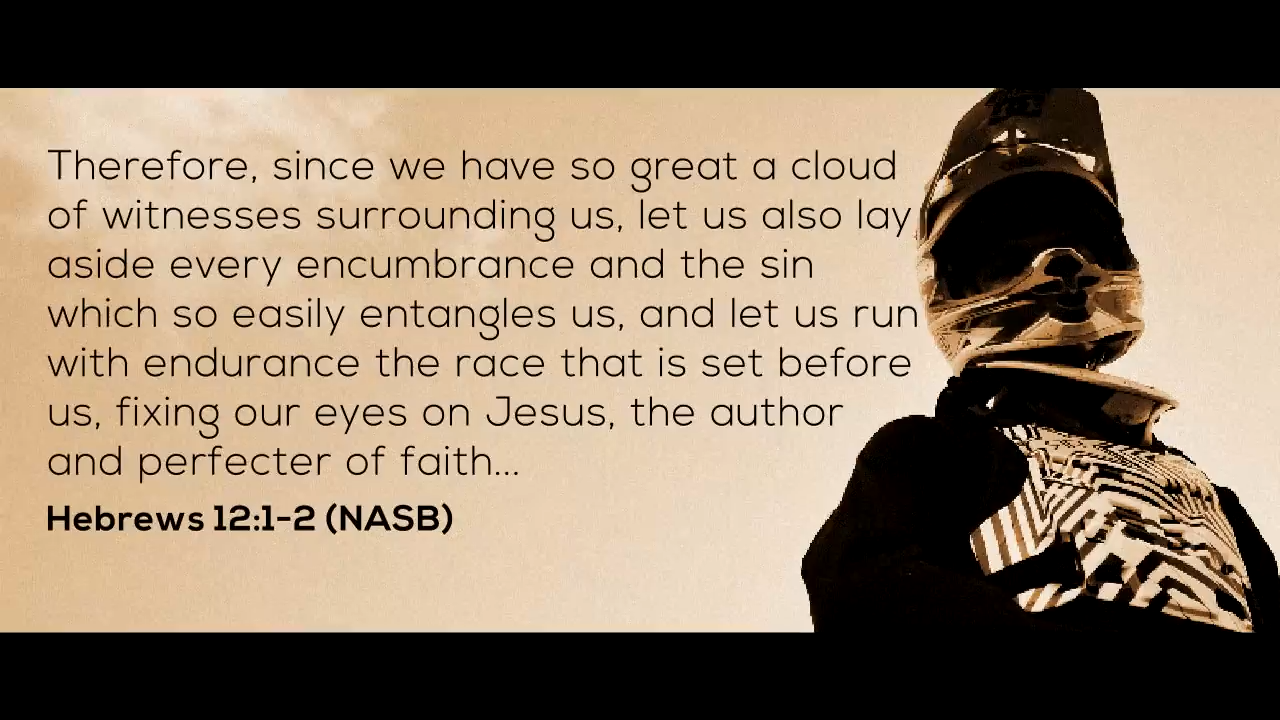 Therefore, since we have so great a cloud
of witnesses surrounding us, let us also lay
aside every encumbrance and the sin
which so easily entangles us, and let us run
with endurance the race that is set before
us, fixing our eyes on Jesus, the author
and perfecter of faith...
Hebrews 12:1-2 (NASB)